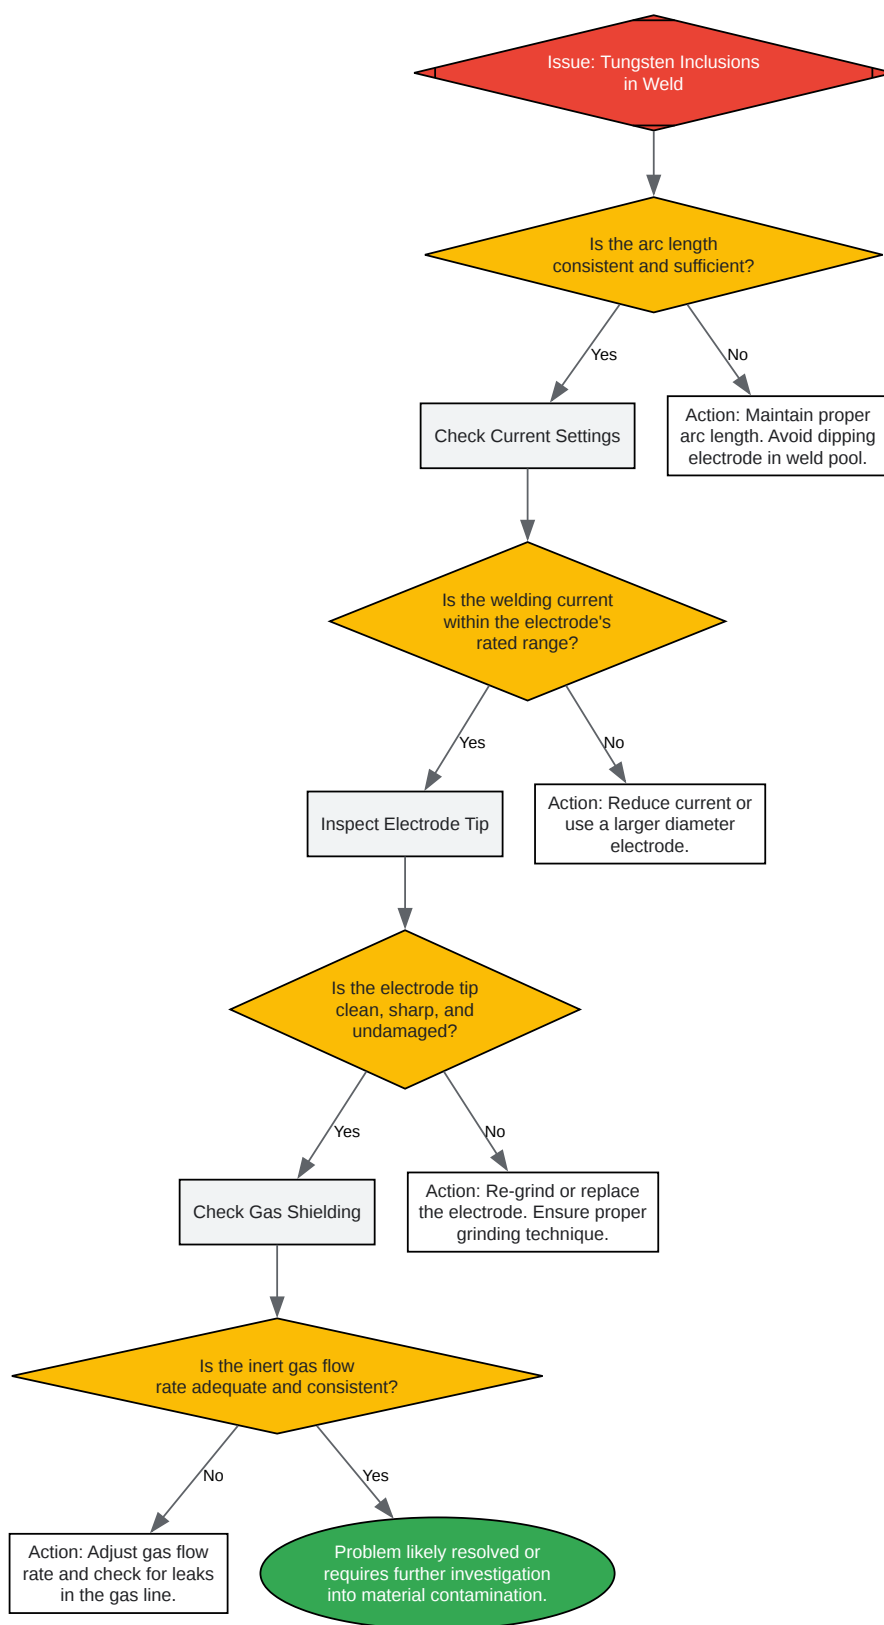 Issue: Tungsten Inclusions
in Weld
Is the arc length
consistent and sufficient?
Yes
No
Check Current Settings
Action: Maintain proper
arc length. Avoid dipping
electrode in weld pool.
Is the welding current
within the electrode's
rated range?
Yes
No
Inspect Electrode Tip
Action: Reduce current or
use a larger diameter
electrode.
Is the electrode tip
clean, sharp, and
undamaged?
Yes
No
Check Gas Shielding
Action: Re-grind or replace
the electrode. Ensure proper
grinding technique.
Is the inert gas flow
rate adequate and consistent?
No
Yes
Action: Adjust gas flow
rate and check for leaks
in the gas line.
Problem likely resolved or
requires further investigation
into material contamination.